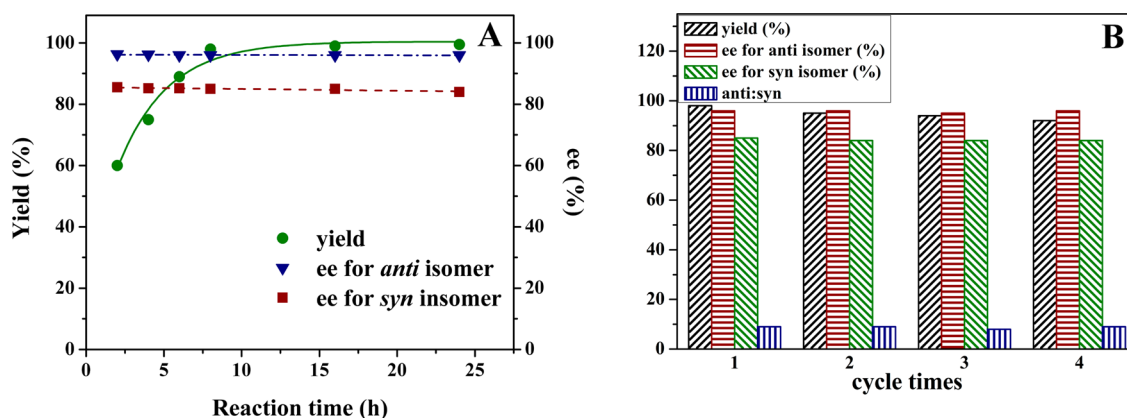 A
B
100
80
60
40
20
0
Yield (%)
100
80
60
40
20
0
ee (%)
yield
ee for anti isomer
ee for syn insomer
0 5 10 15 20 25
Reaction time (h)
yield (%)
ee for anti isomer (%)
ee for syn isomer (%)
anti:syn
120
100
80
60
40
20
0
1 2 3 4
cycle times